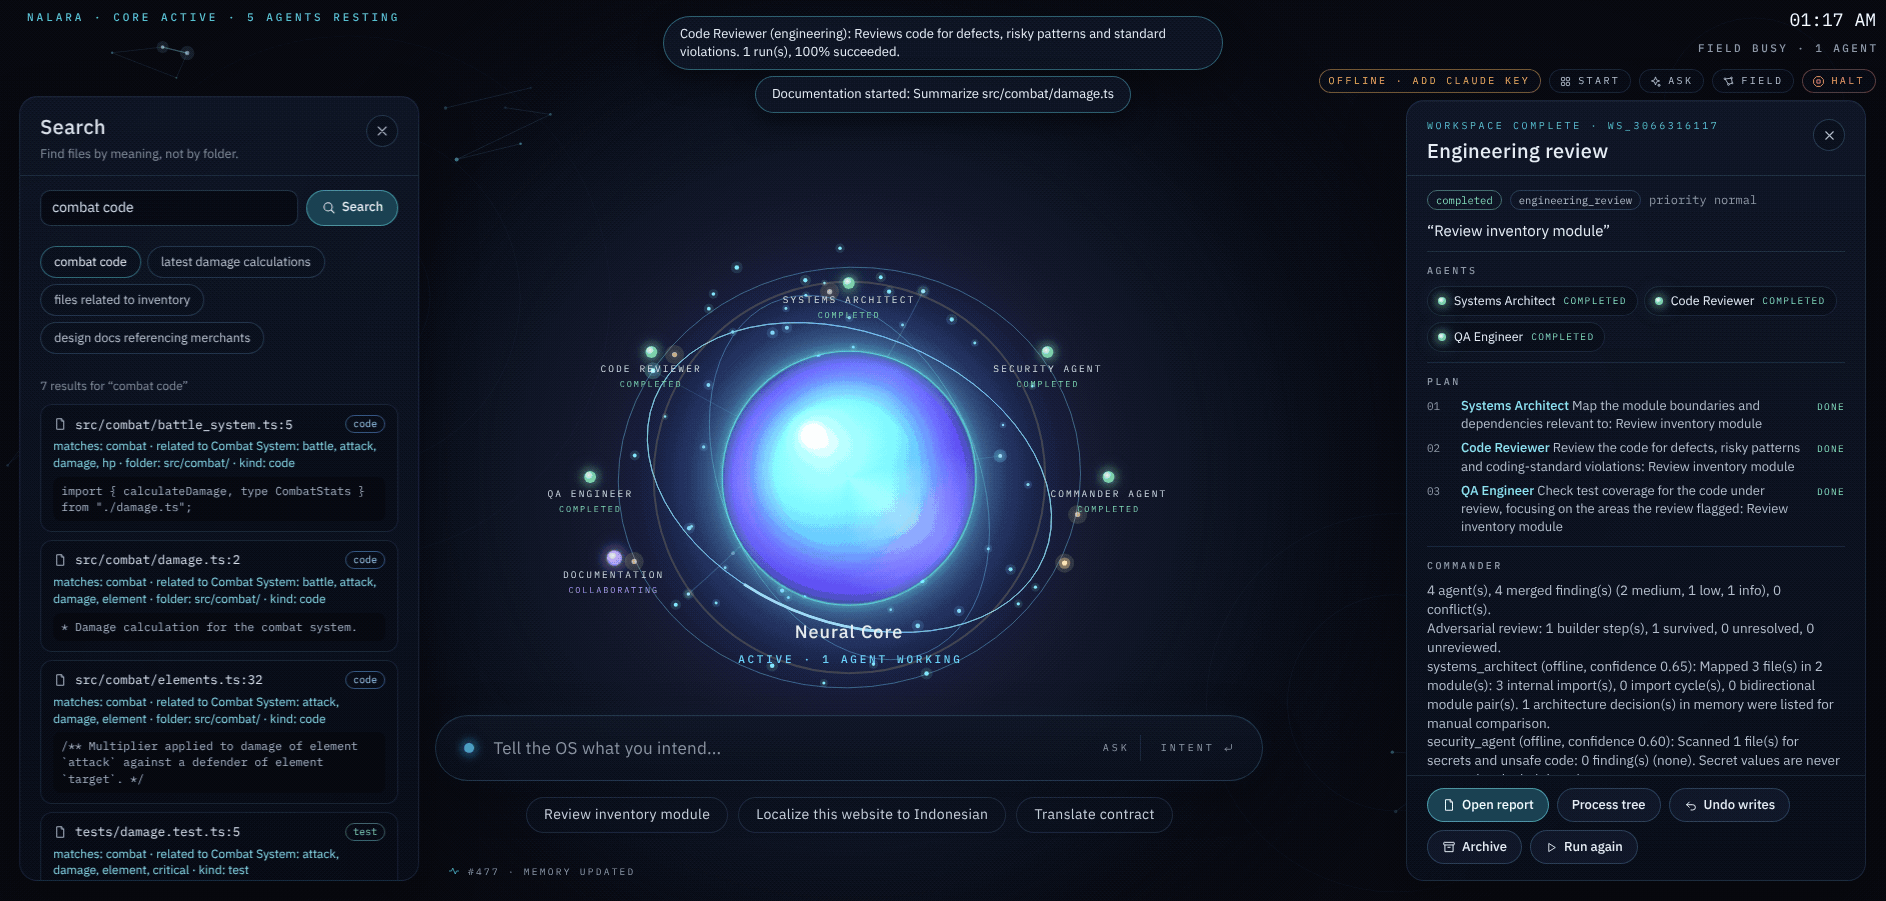 NALARA · CORE ACTIVE · 5 AGENTS RESTING
Code Reviewer (engineering): Reviews code for defects, risky patterns and standard
violations. 1 run(s), 100% succeeded.
Documentation started: Summarize src/combat/damage.ts
01:17 AM
FIELD BUSY · 1 AGENT
OFFLINE · ADD CLAUDE KEY
START
ASK
FIELD
HALT
Search
Find files by meaning, not by folder.
combat code
Search
combat code
latest damage calculations
files related to inventory
design docs referencing merchants
7 results for “combat code”
src/combat/battle_system.ts:5
code
matches: combat · related to Combat System: battle, attack,
damage, hp · folder: src/combat/ · kind: code
import { calculateDamage, type CombatStats }
from "./damage.ts";
src/combat/damage.ts:2
code
matches: combat · related to Combat System: battle, attack,
damage, element · folder: src/combat/ · kind: code
* Damage calculation for the combat system.
src/combat/elements.ts:32
code
matches: combat · related to Combat System: attack,
damage, element · folder: src/combat/ · kind: code
/** Multiplier applied to damage of element
`attack` against a defender of element
`target`. */
tests/damage.test.ts:5
test
matches: combat · related to Combat System: attack,
damage, element, critical · kind: test
SYSTEMS ARCHITECT
COMPLETED
CODE REVIEWER
COMPLETED
SECURITY AGENT
COMPLETED
QA ENGINEER
COMPLETED
COMMANDER AGENT
COMPLETED
DOCUMENTATION
COLLABORATING
Neural Core
ACTIVE · 1 AGENT WORKING
Tell the OS what you intend...
ASK
INTENT
Review inventory module
Localize this website to Indonesian
Translate contract
#477 · MEMORY UPDATED
WORKSPACE COMPLETE · WS_3066316117
Engineering review
completed
engineering_review
priority normal
“Review inventory module”
AGENTS
Systems Architect COMPLETED
Code Reviewer COMPLETED
QA Engineer COMPLETED
PLAN
01 Systems Architect Map the module boundaries and DONE
dependencies relevant to: Review inventory module
02 Code Reviewer Review the code for defects, risky patterns DONE
and coding-standard violations: Review inventory module
03 QA Engineer Check test coverage for the code under DONE
review, focusing on the areas the review flagged: Review
inventory module
COMMANDER
4 agent(s), 4 merged finding(s) (2 medium, 1 low, 1 info), 0
conflict(s).
Adversarial review: 1 builder step(s), 1 survived, 0 unresolved, 0
unreviewed.
systems_architect (offline, confidence 0.65): Mapped 3 file(s) in 2
module(s): 3 internal import(s), 0 import cycle(s), 0 bidirectional
module pair(s). 1 architecture decision(s) in memory were listed for
manual comparison.
security_agent (offline, confidence 0.60): Scanned 1 file(s) for
secrets and unsafe code: 0 finding(s) (none). Secret values are never
Open report
Process tree
Undo writes
Archive
Run again